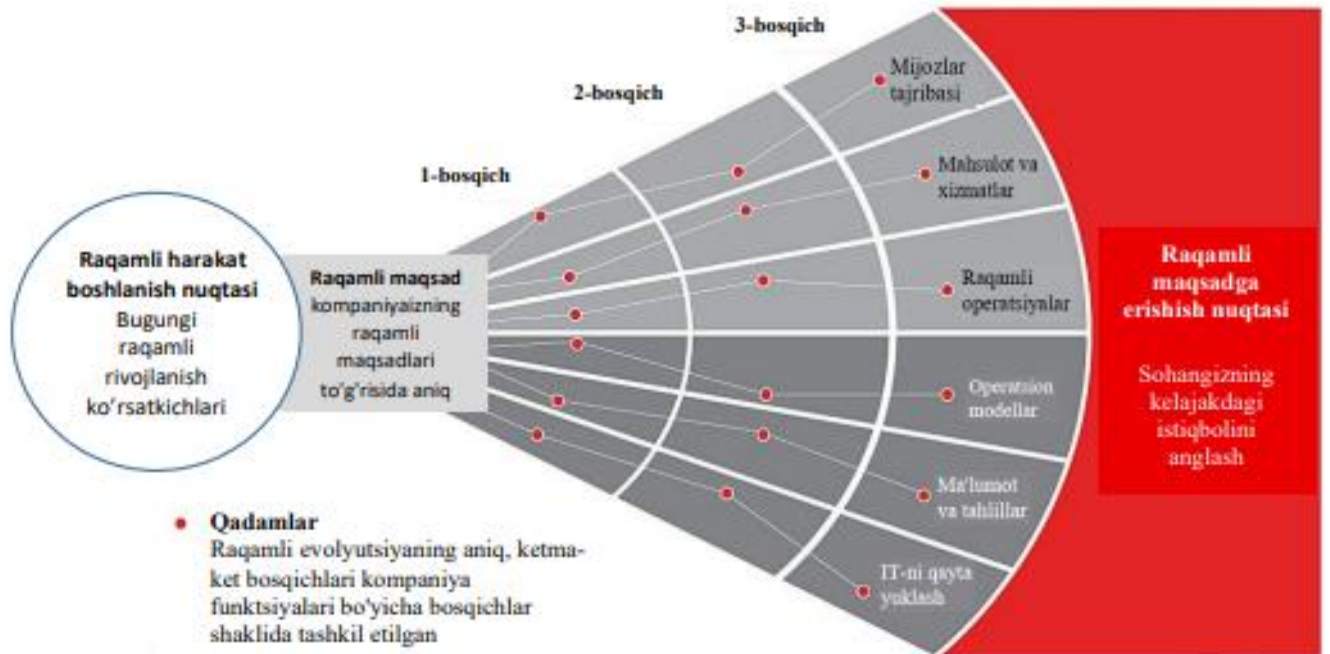 3-bosqich
2-bosqich
1-bosqich
Raqamli harakat
boshlanish nuqtasi
Bugungi
raqamli
rivojlanish
ko'rsatkichlari
Raqamli maqsad
kompaniyaizning
raqamli
maqsadlari
to'g'risida aniq
Mijozlar
tajribasi
Mahsulot va
xizmatlar
Raqamli
operatsiyalar
Operatsion
modellar
Ma'lumot
va tahlillar
IT-ni qayta
yuklash
Raqamli
maqsadga
erishish nuqtasi
Sohangizning
kelajakdagi
istiqbolini
anglash
Qadamlar
Raqamli evolyutsiyaning aniq, ketma-
ket bosqichlari kompaniya
funktsiyalari bo'yicha bosqichlar
shaklida tashkil etilgan